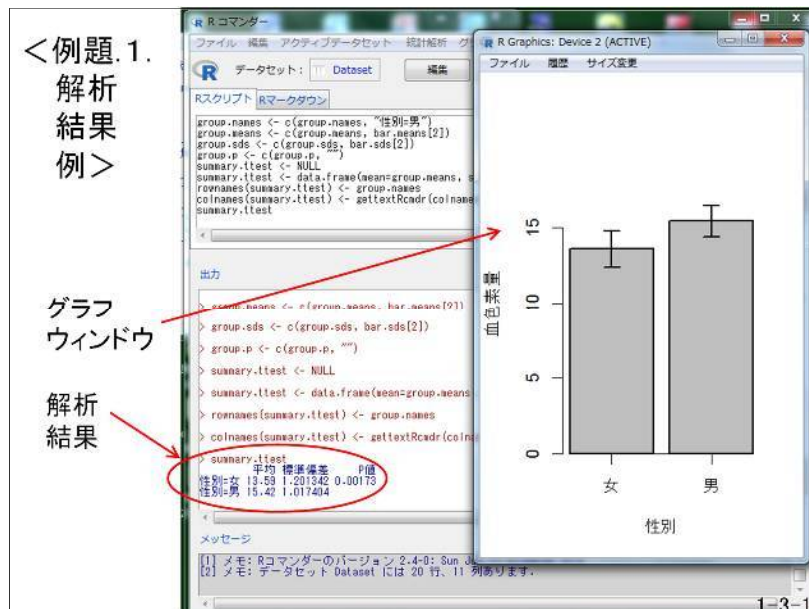 <例題.1.
解析
結果
例>
グラフ
ウィンドウ
解析
結果
R コマンダー
ファイル 編集 アクティブデータセット 統計解析
データセット: Dataset 編集
Rスクリプト Rマークダウン
group.names <- c(group.names, "性別=男")
group.means <- c(group.means, bar.means[2])
group.sds <- c(group.sds, bar.sds[2])
group.p <- c(group.p, "")
summary.ttest <- NULL
summary.ttest <- data.frame(mean=group.means, s
rownames(summary.ttest) <- group.names
colnames(summary.ttest) <- gettextRcmdr(colname
summary.ttest
出力
> group.means <- c(group.means, bar.means[2])
> group.sds <- c(group.sds, bar.sds[2])
> group.p <- c(group.p, "")
> summary.ttest <- NULL
> summary.ttest <- data.frame(mean=group.means
> rownames(summary.ttest) <- group.names
> colnames(summary.ttest) <- gettextRcmdr(coln
> summary.ttest
平均 標準偏差 P値
性別=女 13.59 1.201342 0.00173
性別=男 15.42 1.017404
メッセージ
[1] メモ: Rコマンダーのバージョン 2.4-0: Sun
[2] メモ: データセット Dataset には 20 行、11 列あります.
R Graphics: Device 2 (ACTIVE)
ファイル 履歴 サイズ変更
血色素量
15
10
5
0
女 男
性別
1-3-1